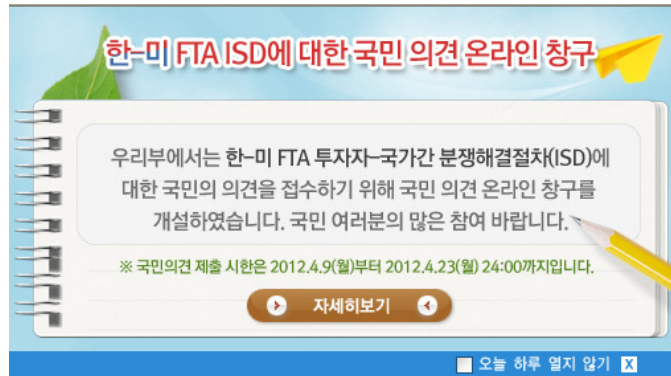 한-미 FTA ISD에 대한 국민 의견 온라인 창구
우리부에서는 한-미 FTA 투자자-국가간 분쟁해결절차(ISD)에
대한 국민의 의견을 접수하기 위해 국민 의견 온라인 창구를
개설하였습니다. 국민 여러분의 많은 참여 바랍니다.
※ 국민의견 제출 시한은 2012.4.9(월)부터 2012.4.23(월) 24:00까지입니다.
자세히보기
오늘 하루 열지 않기 X